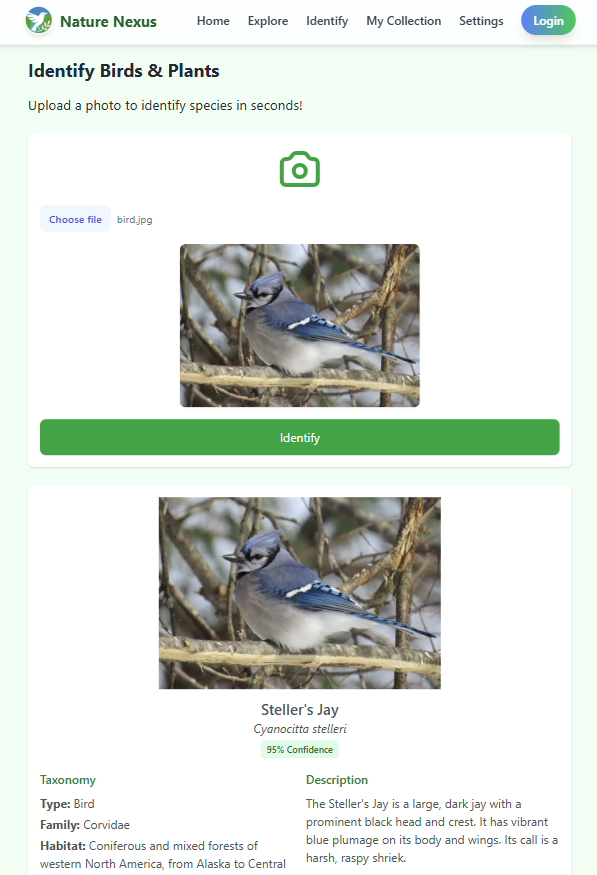 Nature Nexus
Home Explore Identify My Collection Settings Login
Identify Birds & Plants
Upload a photo to identify species in seconds!
Choose file bird.jpg
Identify
Steller's Jay
Cyanocitta stelleri
95% Confidence
Taxonomy
Type: Bird
Family: Corvidae
Habitat: Coniferous and mixed forests of
western North America, from Alaska to Central
Description
The Steller's Jay is a large, dark jay with a
prominent black head and crest. It has vibrant
blue plumage on its body and wings. Its call is a
harsh, raspy shriek.